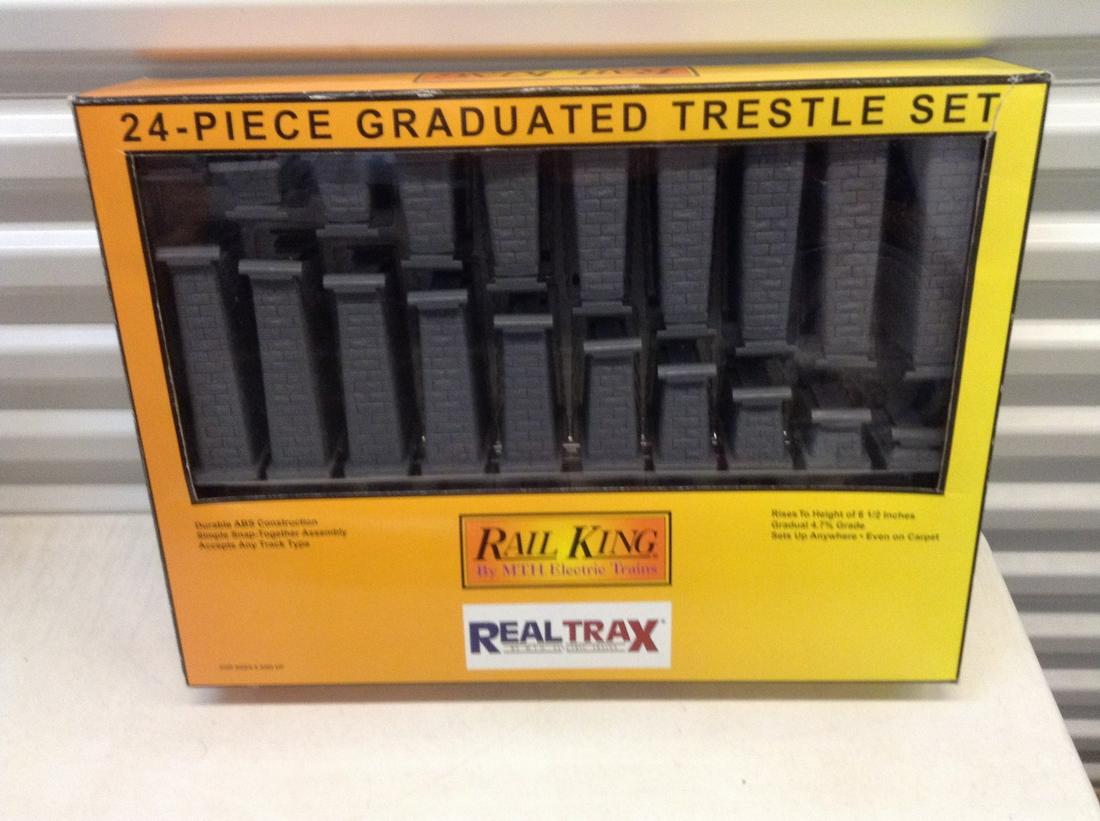 RAIL KING
24-PIECE GRADUATED TRESTLE SET
Durable ABS Construction
Simple Snap-Together Assembly
Accepts Any Track Type
Rises To Height of 6 1/2 Inches
Gradual 4.7% Grade
Sets Up Anywhere • Even on Carpet
RAIL KING
By MTH Electric Trains
REALTRAX®